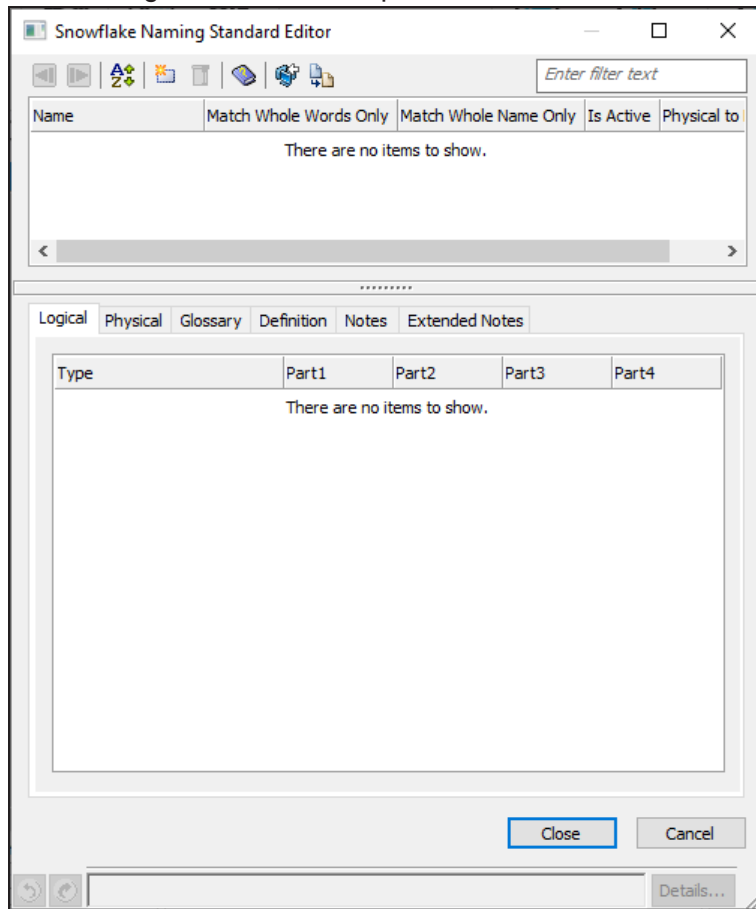 Snowflake Naming Standard Editor
Enter filter text
Name Match Whole Words Only Match Whole Name Only Is Active Physical to
There are no items to show.
Logical Physical Glossary Definition Notes Extended Notes
Type Part1 Part2 Part3 Part4
There are no items to show.
Close Cancel
Details...